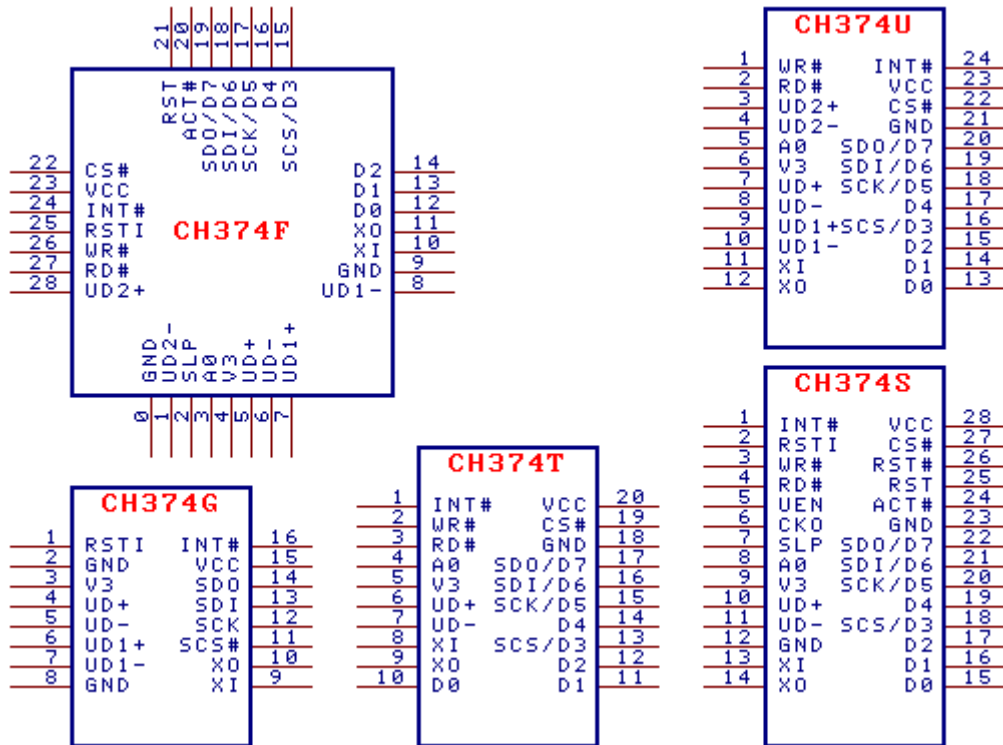 21 20 19 18 17 16 15
RST ACT# SDO/D7 SDI/D6 SCK/D5 D4 SCS/D3
22 CS# D2 14
23 VCC D1 13
24 INT# D0 12
25 RSTI XO 11
CH374F
26 WR# XI 10
27 RD# GND 9
28 UD2+ UD1- 8
GND UD2- SLP A0 V3 UD+ UD- UD1+
0 1 2 3 4 5 6 7
CH374U
1 WR# INT# 24
2 RD# VCC 23
3 UD2+ CS# 22
4 UD2- GND 21
5 A0 SDO/D7 20
6 V3 SDI/D6 19
7 UD+ SCK/D5 18
8 UD- D4 17
9 UD1+ SCS/D3 16
10 UD1- D2 15
11 XI D1 14
12 XO D0 13
CH374G
1 RSTI INT# 16
2 GND VCC 15
3 V3 SDO 14
4 UD+ SDI 13
5 UD- SCK 12
6 UD1+ SCS# 11
7 UD1- XO 10
8 GND XI 9
CH374T
1 INT# VCC 20
2 WR# CS# 19
3 RD# GND 18
4 A0 SDO/D7 17
5 V3 SDI/D6 16
6 UD+ SCK/D5 15
7 UD- D4 14
8 XI SCS/D3 13
9 XO D2 12
10 D0 D1 11
CH374S
1 INT# VCC 28
2 RSTI CS# 27
3 WR# RST# 26
4 RD# RST 25
5 UEN ACT# 24
6 CKO GND 23
7 SLP SDO/D7 22
8 A0 SDI/D6 21
9 V3 SCK/D5 20
10 UD+ D4 19
11 UD- SCS/D3 18
12 GND D2 17
13 XI D1 16
14 XO D0 15